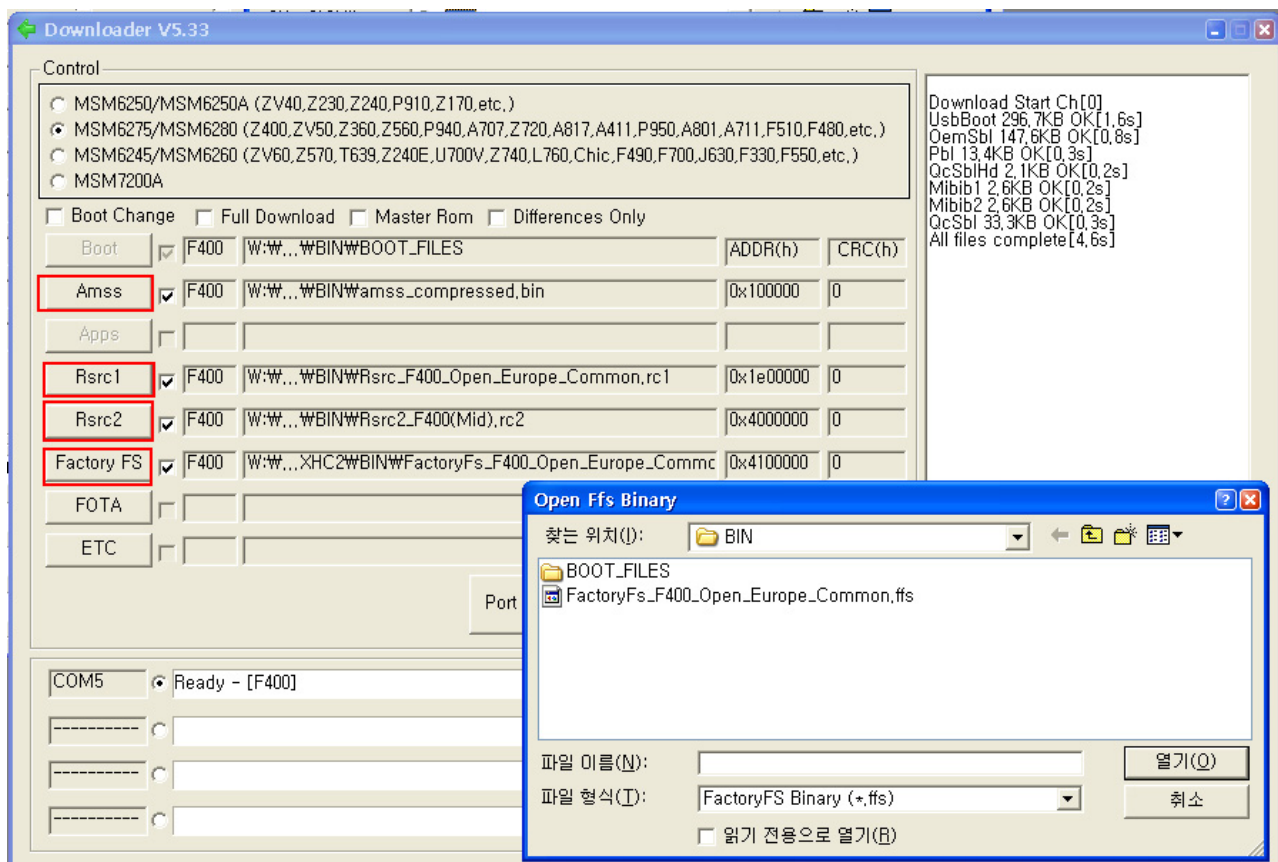 Downloader V5.33
Control
MSM6250/MSM6250A (ZV40,Z230,Z240,P910,Z170,etc,)
MSM6275/MSM6280 (Z400,ZV50,Z360,Z560,P940,A707,Z720,A817,A411,P950,A801,A711,F510,F480,etc,)
MSM6245/MSM6260 (ZV60,Z570,T639,Z240E,U700V,Z740,L760,Chic,F490,F700,J630,F330,F550,etc,)
MSM7200A
Boot Change Full Download Master Rom Differences Only
Boot F400 W:₩,,,₩BIN₩BOOT_FILES ADDR(h) CRC(h)
Amss F400 W:₩,,,₩BIN₩amss_compressed,bin 0x100000 0
Apps
Rsrc1 F400 W:₩,,,₩BIN₩Rsrc_F400_Open_Europe_Common,rc1 0x1e00000 0
Rsrc2 F400 W:₩,,,₩BIN₩Rsrc2_F400(Mid),rc2 0x4000000 0
Factory FS F400 W:₩,,,XHC2₩BIN₩FactoryFs_F400_Open_Europe_Commc 0x4100000 0
FOTA
ETC
Port
COM5 Ready - [F400]
----------
----------
----------
Download Start Ch[0]
UsbBoot 296,7KB OK[1,6s]
OemSbl 147,6KB OK[0,8s]
Pbl 13,4KB OK[0,3s]
QcSblHd 2,1KB OK[0,2s]
Mibib1 2,6KB OK[0,2s]
Mibib2 2,6KB OK[0,2s]
QcSbl 33,3KB OK[0,3s]
All files complete[4,6s]
Open Ffs Binary
찾는 위치(I): BIN
BOOT_FILES
FactoryFs_F400_Open_Europe_Common,ffs
파일 이름(N): 열기(O)
파일 형식(T): FactoryFS Binary (*,ffs) 취소
읽기 전용으로 열기(R)